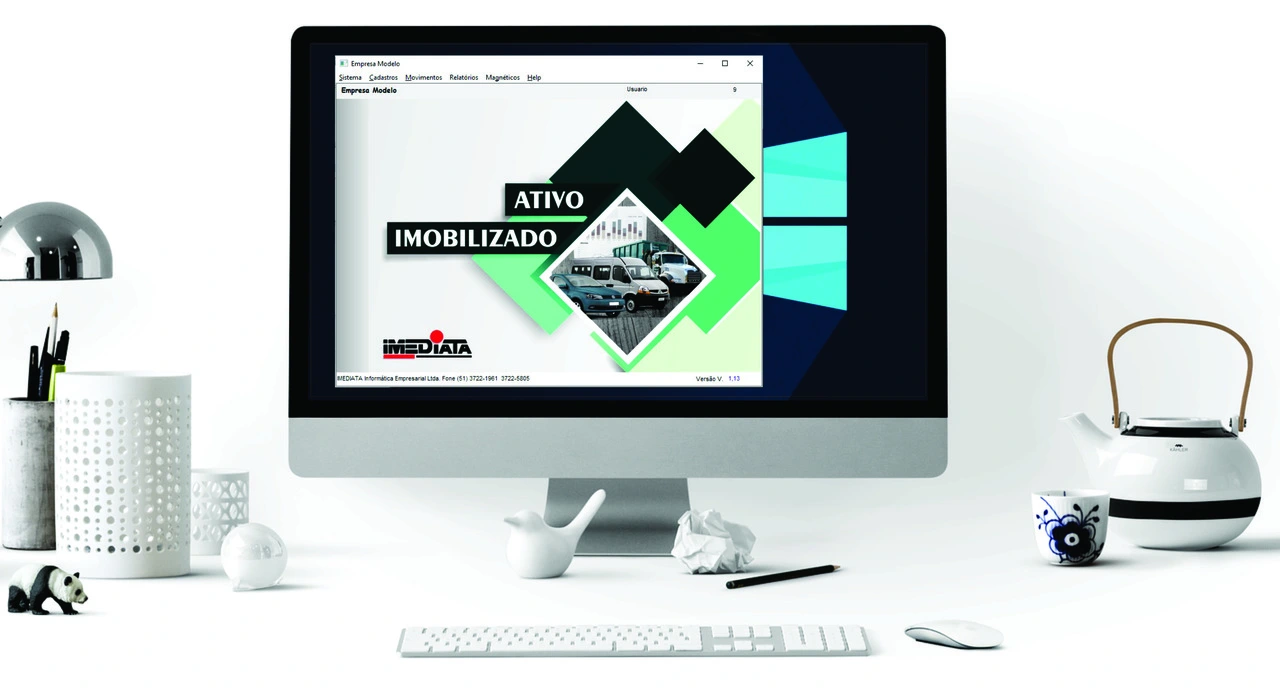 Empresa Modelo
Sistema Cadastros Movimentos Relatórios Magnéticos Help
Empresa Modelo Usuario 9
ATIVO
IMOBILIZADO
IMEDIATA
IMEDIATA Informática Empresarial Ltda. Fone (51) 3722-1961 3722-5805 Versão V. 1,13
KÄHLER